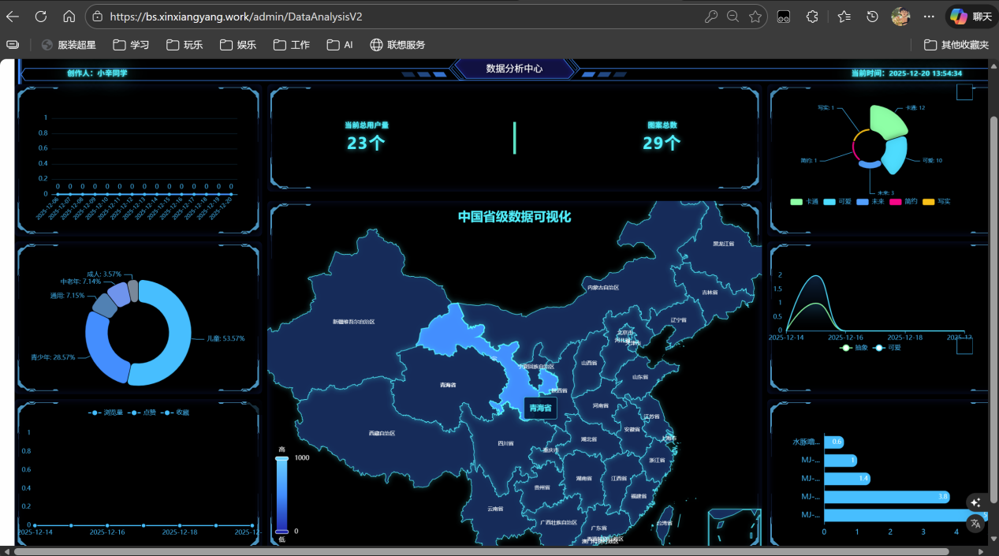 https://bs.xinxiangyang.work/admin/DataAnalysisV2
聊天
服装超星
学习
玩乐
娱乐
工作
AI
联想服务
其他收藏夹
创作人：小辛同学
数据分析中心
当前时间：2025-12-20 13:54:34
1
0.8
0.6
0.4
0.2
0
0 0 0 0 0 0 0 0 0 0 0 0 0 0 0
2025-12-06
2025-12-07
2025-12-08
2025-12-09
2025-12-10
2025-12-11
2025-12-12
2025-12-13
2025-12-14
2025-12-15
2025-12-16
2025-12-17
2025-12-18
2025-12-19
2025-12-20
成人: 3.57%
中老年: 7.14%
通用: 7.15%
儿童: 53.57%
青少年: 28.57%
浏览量 点赞 收藏
1
0.8
0.6
0.4
0.2
0
2025-12-14 2025-12-16 2025-12-18 2025-12-
当前总用户量
23个
图案总数
29个
中国省级数据可视化
黑龙江省
内蒙古自治区
吉林省
新疆维吾尔自治区
辽宁省
北京市
河北省
天津市
山西省
宁夏回族自治区
山东省
青海省
陕西省
青海省
河南省
江苏省
安徽省
上海市
西藏自治区
四川省
湖北省
重庆市
浙江省
湖南省
江西省
贵州省
福建省
云南省
广西壮族自治区
广东省
台湾省
高
1000
0
低
写实: 1
卡通: 12
简约: 1
可爱: 10
未来: 3
卡通 可爱 未来 简约 写实
2
1.5
1
0.5
0
2025-12-14 2025-12-16 2025-12-18 2025-12-
抽象 可爱
水豚噜... 0.6
MJ-... 1
MJ-... 1.4
MJ-... 3.8
MJ-... 5
0 1 2 3 4